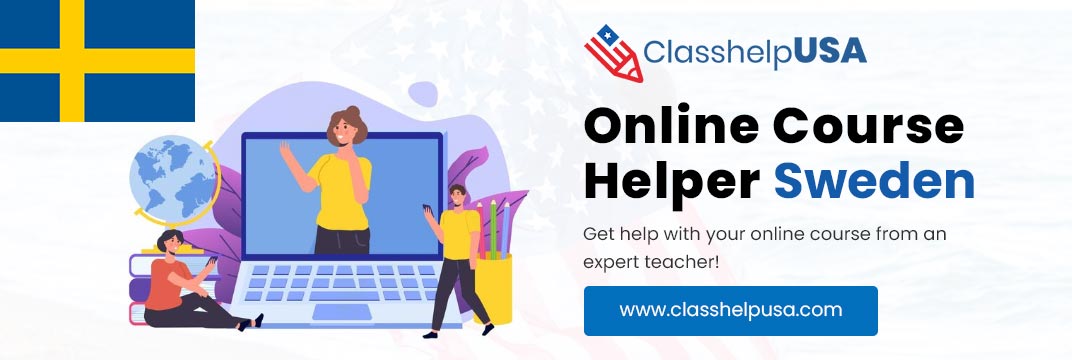 ClasshelpUSA
Online Course
Helper Sweden
Get help with your online course from an
expert teacher!
www.classhelpusa.com